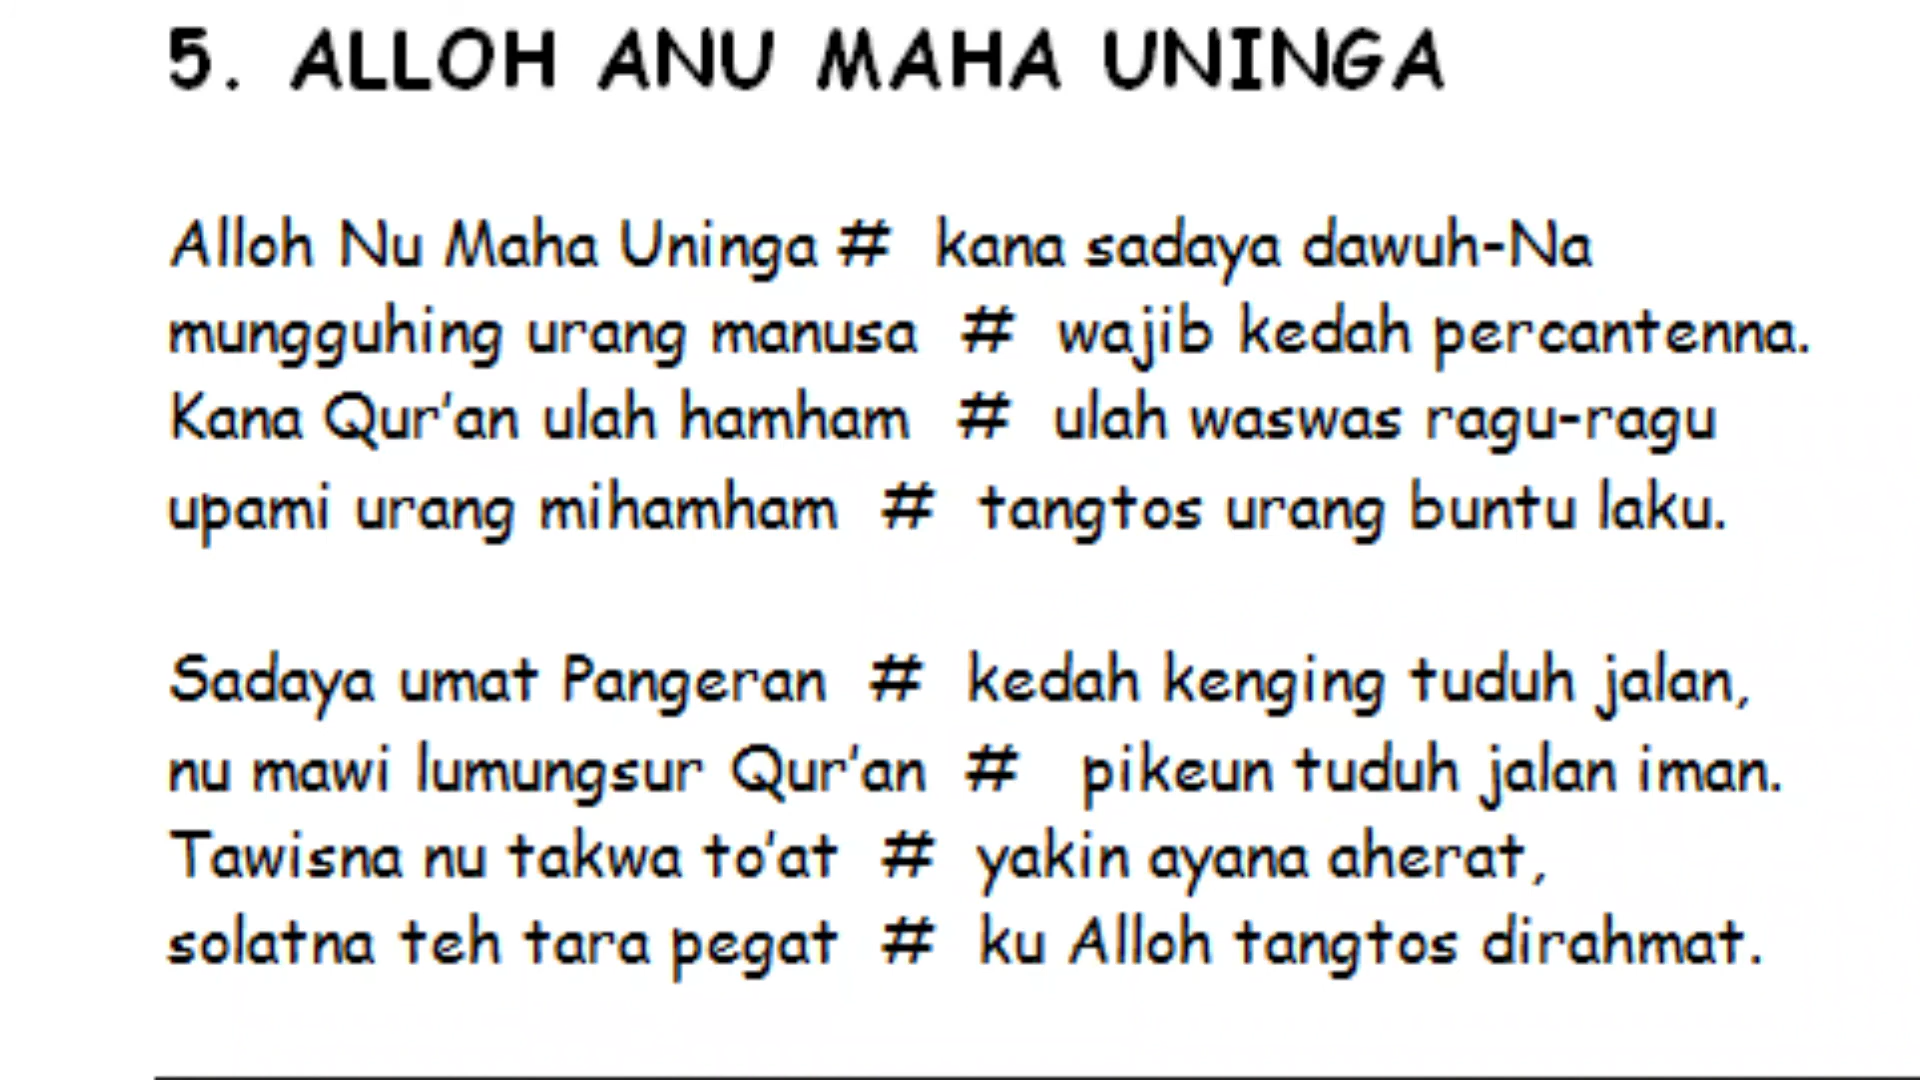 5. ALLOH ANU MAHA UNINGA
Alloh Nu Maha Uninga # kana sadaya dawuh-Na
mungguhing urang manusa # wajib kedah percantenna.
Kana Qur'an ulah hamham # ulah waswas ragu-ragu
upami urang mihamham # tangtos urang buntu laku.
Sadaya umat Pangeran # kedah kenging tuduh jalan,
nu mawi lumungsur Qur'an # pikeun tuduh jalan iman.
Tawisna nu takwa to'at # yakin ayana aherat,
solatna teh tara pegat # ku Alloh tangtos dirahmat.